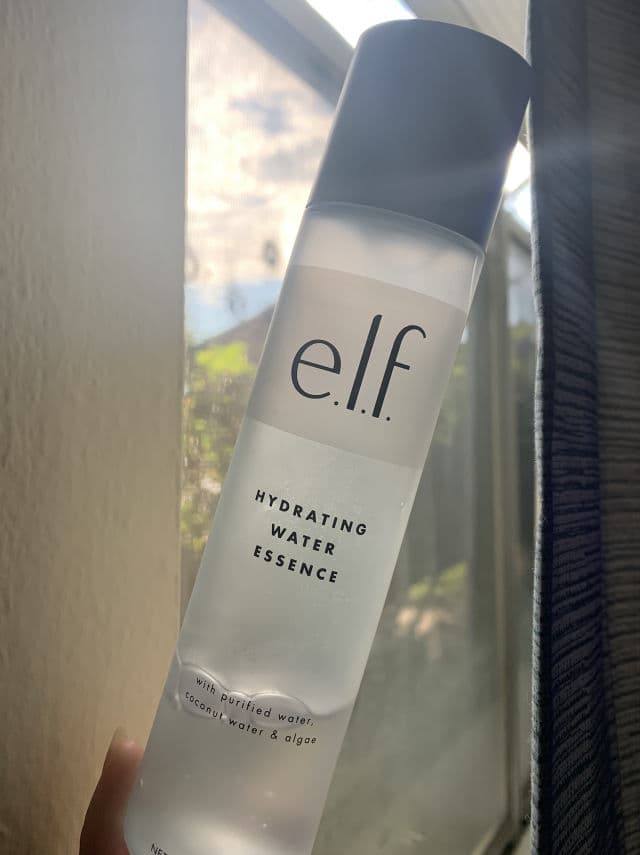 e.l.f.
HYDRATING
WATER
ESSENCE
with purified water,
coconut water & algae